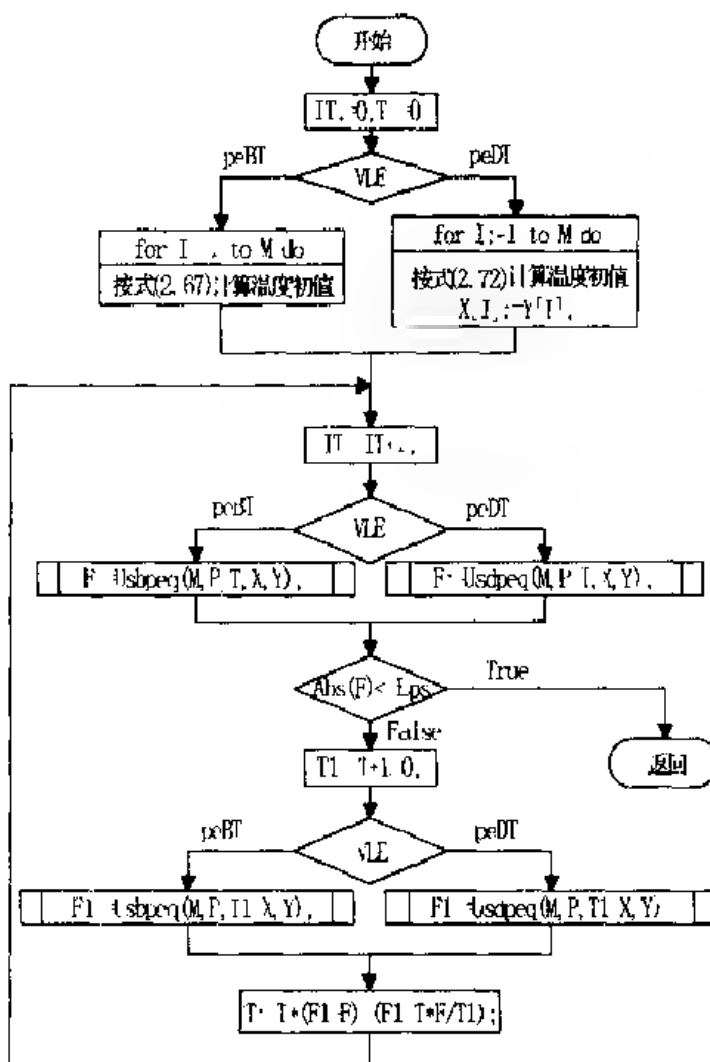 开始
IT:=0,T:=0
VLE
peBT
peDT
for I to M do
按式(2.67)计算温度初值
for I:=1 to M do
按式(2.72)计算温度初值
X[I]:=Y[I].
IT IT+
VLE
peBT
peDT
F Usbpeq(M,P T,X,Y).
F: Usdpeq(M,P T,X,Y).
Abs(F)< Eps
True
False
返回
T1 T+1.0.
VLE
peBT
peDT
F1 Usbpeq(M,P,T1 X,Y).
F1 Usdpeq(M,P,T1 X,Y)
T: T*(F1-F) (F1 T*F/T1);